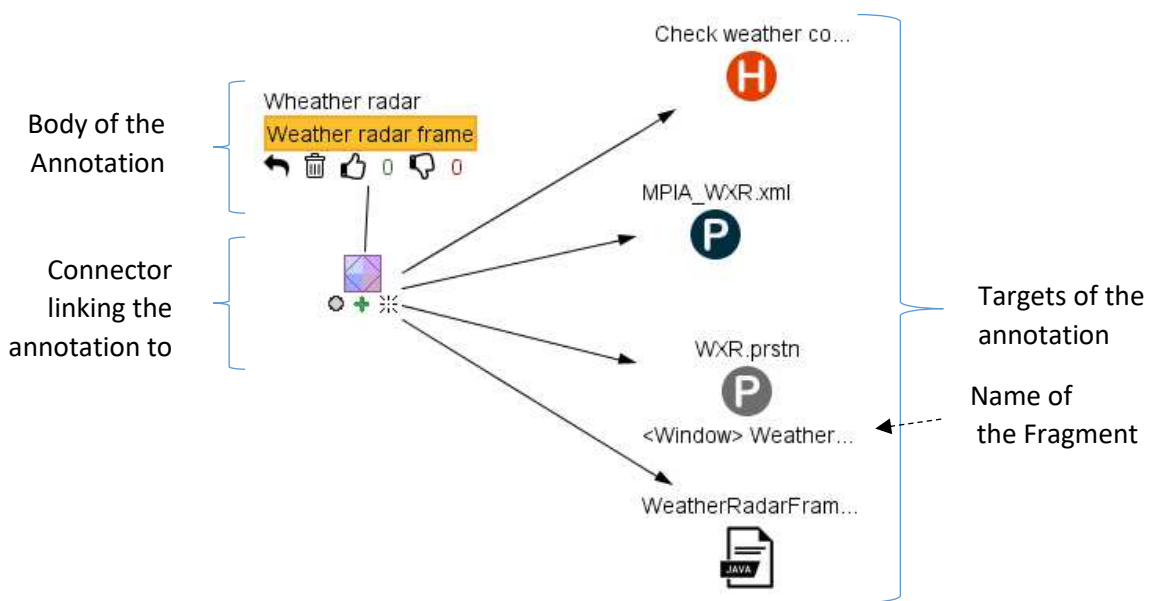 Check weather co...
H
Wheather radar
Weather radar frame
0 0
Body of the
Annotation
MPIA_WXR.xml
P
Connector
linking the
annotation to
Targets of the
annotation
WXR.prstn
P
<Window> Weather...
Name of
the Fragment
WeatherRadarFram...
JAVA